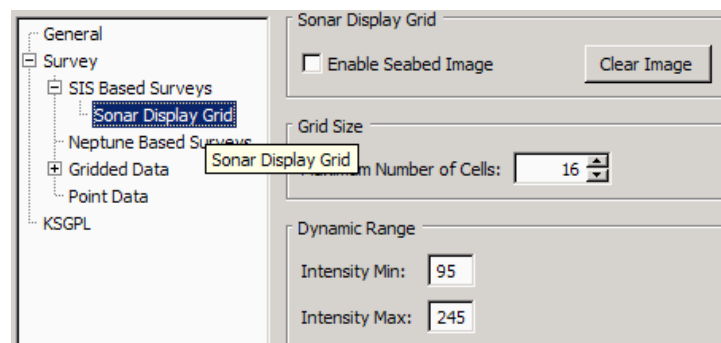 General
Survey
SIS Based Surveys
Sonar Display Grid
Neptune Based Surveys
Sonar Display Grid
Gridded Data
Point Data
KSGPL
Sonar Display Grid
Enable Seabed Image
Clear Image
Grid Size
Maximum Number of Cells: 16
Dynamic Range
Intensity Min: 95
Intensity Max: 245